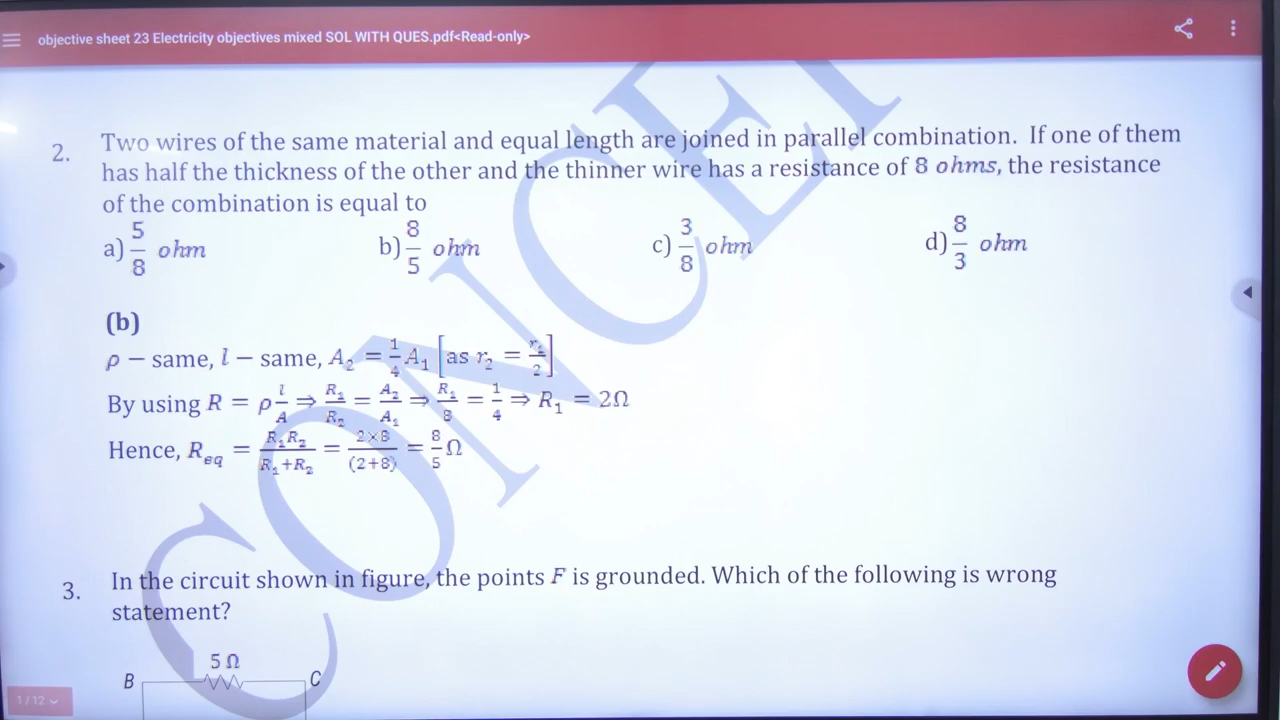 objective sheet 23 Electricity objectives mixed SOL WITH QUES.pdf<Read-only>
2. Two wires of the same material and equal length are joined in parallel combination. If one of them
has half the thickness of the other and the thinner wire has a resistance of 8 ohms, the resistance
of the combination is equal to
a) 5/8 ohm b) 8/5 ohm c) 3/8 ohm d) 8/3 ohm
(b)
ρ − same, l − same, A₂ = 1/4 A₁ [as r₂ = r₁/2]
By using R = ρ l/A ⇒ R₁/R₂ = A₂/A₁ ⇒ R₁/8 = 1/4 ⇒ R₁ = 2Ω
Hence, R_eq = R₁R₂/R₁+R₂ = 2×8/(2+8) = 8/5 Ω
3. In the circuit shown in figure, the points F is grounded. Which of the following is wrong
statement?
5 Ω
B C
1/12
CONCE